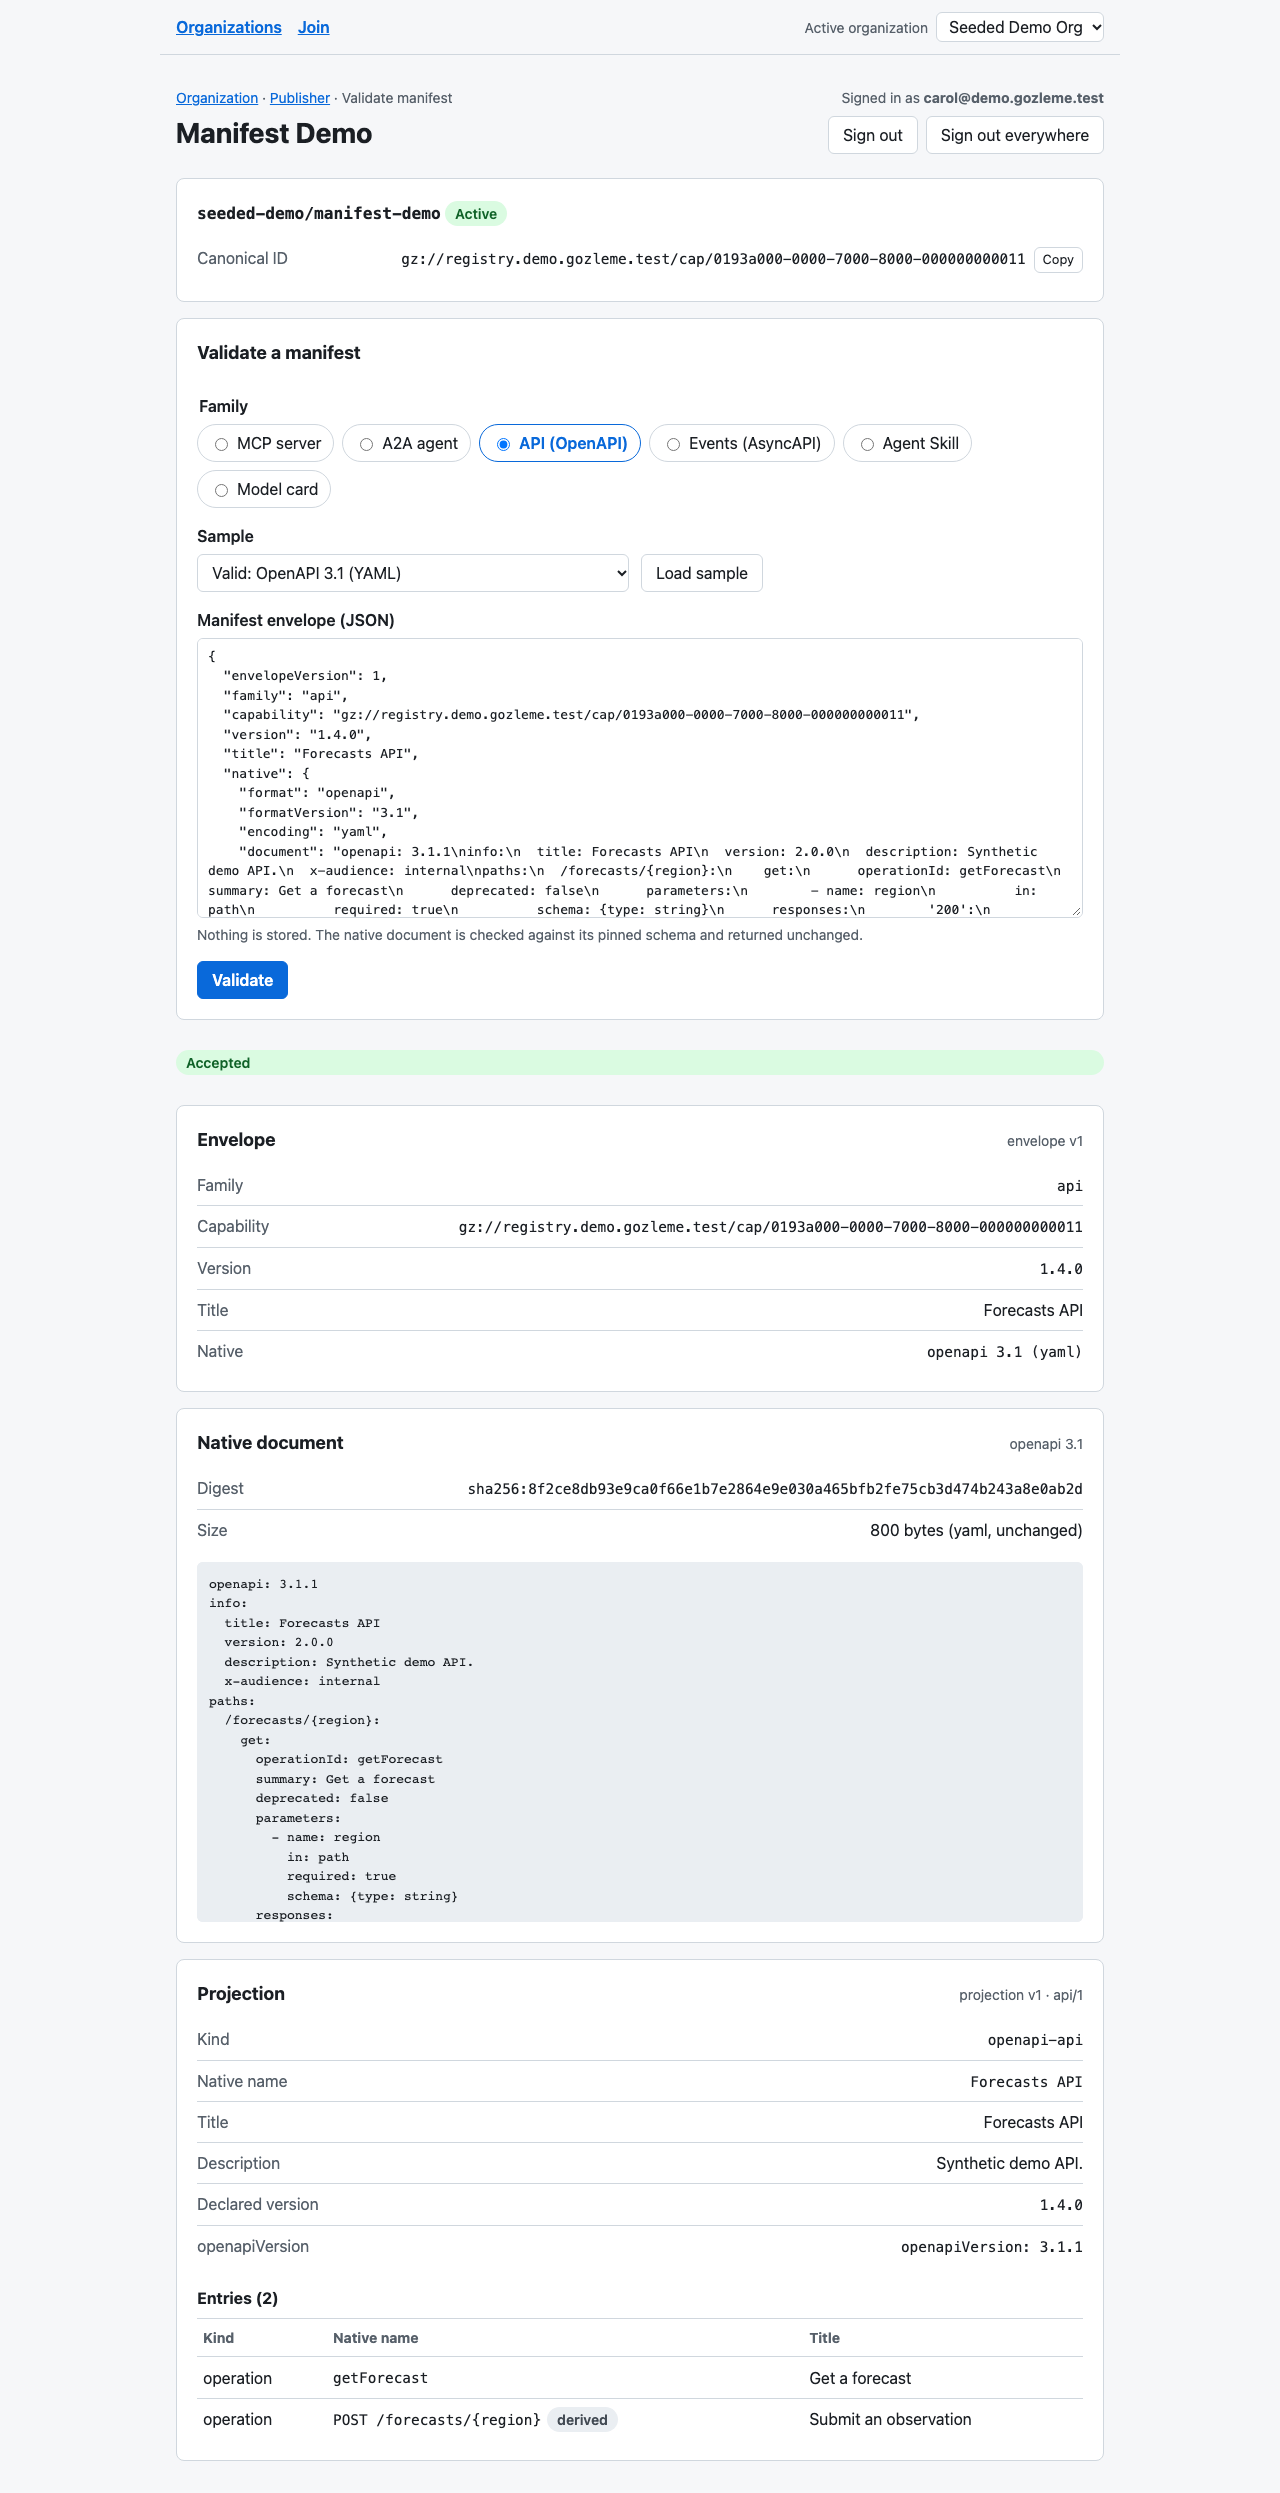 Organizations Join Active organization Seeded Demo Org
Organization · Publisher · Validate manifest Signed in as carol@demo.gozleme.test
Manifest Demo Sign out Sign out everywhere
seeded-demo/manifest-demo Active
Canonical ID gz://registry.demo.gozleme.test/cap/0193a000-0000-7000-8000-000000000011 Copy
Validate a manifest
Family
MCP server A2A agent API (OpenAPI) Events (AsyncAPI) Agent Skill
Model card
Sample
Valid: OpenAPI 3.1 (YAML) Load sample
Manifest envelope (JSON)
{
  "envelopeVersion": 1,
  "family": "api",
  "capability": "gz://registry.demo.gozleme.test/cap/0193a000-0000-7000-8000-000000000011",
  "version": "1.4.0",
  "title": "Forecasts API",
  "native": {
    "format": "openapi",
    "formatVersion": "3.1",
    "encoding": "yaml",
    "document": "openapi: 3.1.1\ninfo:\n  title: Forecasts API\n  version: 2.0.0\n  description: Synthetic
demo API.\n  x-audience: internal\npaths:\n  /forecasts/{region}:\n    get:\n      operationId: getForecast\n
summary: Get a forecast\n      deprecated: false\n      parameters:\n        - name: region\n          in:
path\n          required: true\n          schema: {type: string}\n      responses:\n        '200':\n
Nothing is stored. The native document is checked against its pinned schema and returned unchanged.
Validate
Accepted
Envelope envelope v1
Family api
Capability gz://registry.demo.gozleme.test/cap/0193a000-0000-7000-8000-000000000011
Version 1.4.0
Title Forecasts API
Native openapi 3.1 (yaml)
Native document openapi 3.1
Digest sha256:8f2ce8db93e9ca0f66e1b7e2864e9e030a465bfb2fe75cb3d474b243a8e0ab2d
Size 800 bytes (yaml, unchanged)
openapi: 3.1.1
info:
  title: Forecasts API
  version: 2.0.0
  description: Synthetic demo API.
  x-audience: internal
paths:
  /forecasts/{region}:
    get:
      operationId: getForecast
      summary: Get a forecast
      deprecated: false
      parameters:
        - name: region
          in: path
          required: true
          schema: {type: string}
      responses:
Projection projection v1 · api/1
Kind openapi-api
Native name Forecasts API
Title Forecasts API
Description Synthetic demo API.
Declared version 1.4.0
openapiVersion openapiVersion: 3.1.1
Entries (2)
Kind Native name Title
operation getForecast Get a forecast
operation POST /forecasts/{region} derived Submit an observation